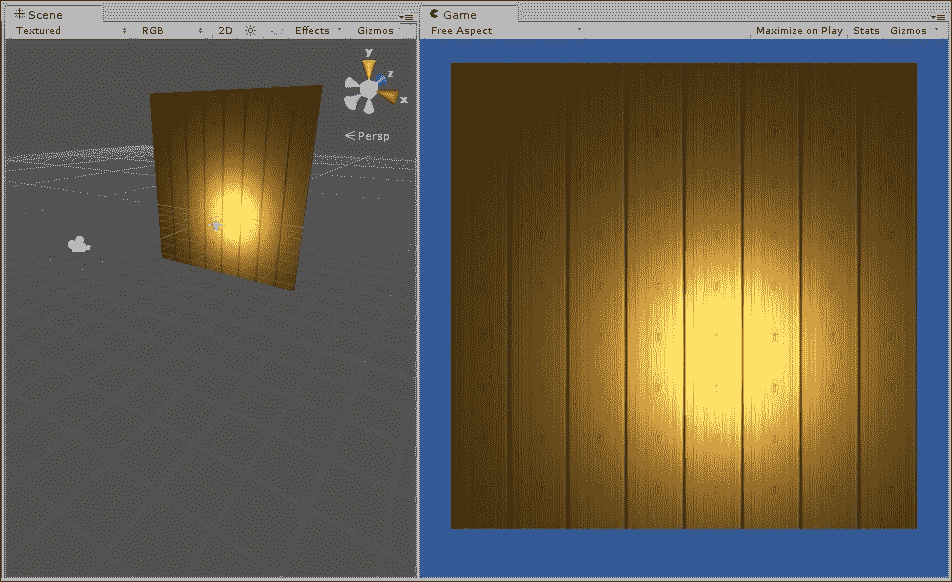 Scene
Textured RGB 2D Effects Gizmos
y
z
x
Persp
Game
Free Aspect Maximize on Play Stats Gizmos